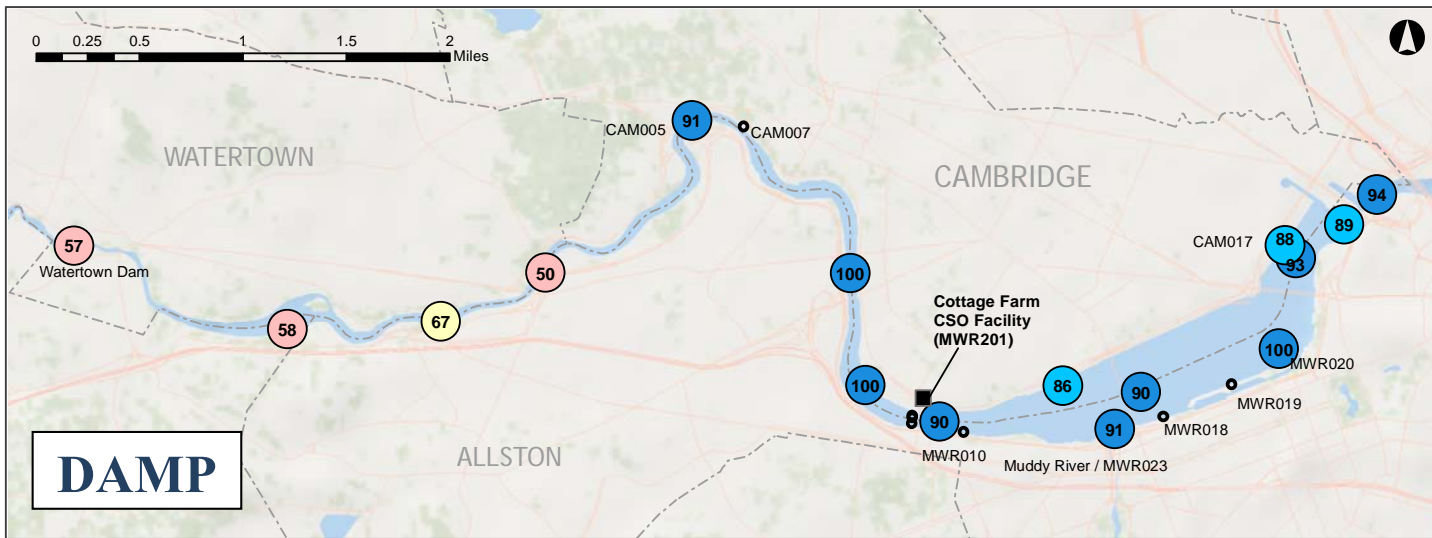 0 0.25 0.5 1 1.5 2
Miles
CAM005
91
CAM007
WATERTOWN
CAMBRIDGE
94
89
CAM017
88
93
57
Watertown Dam
50
100
Cottage Farm
CSO Facility
(MWR201)
67
58
100
MWR020
100
86
90
MWR019
90
91
MWR018
MWR010
ALLSTON
Muddy River / MWR023
DAMP